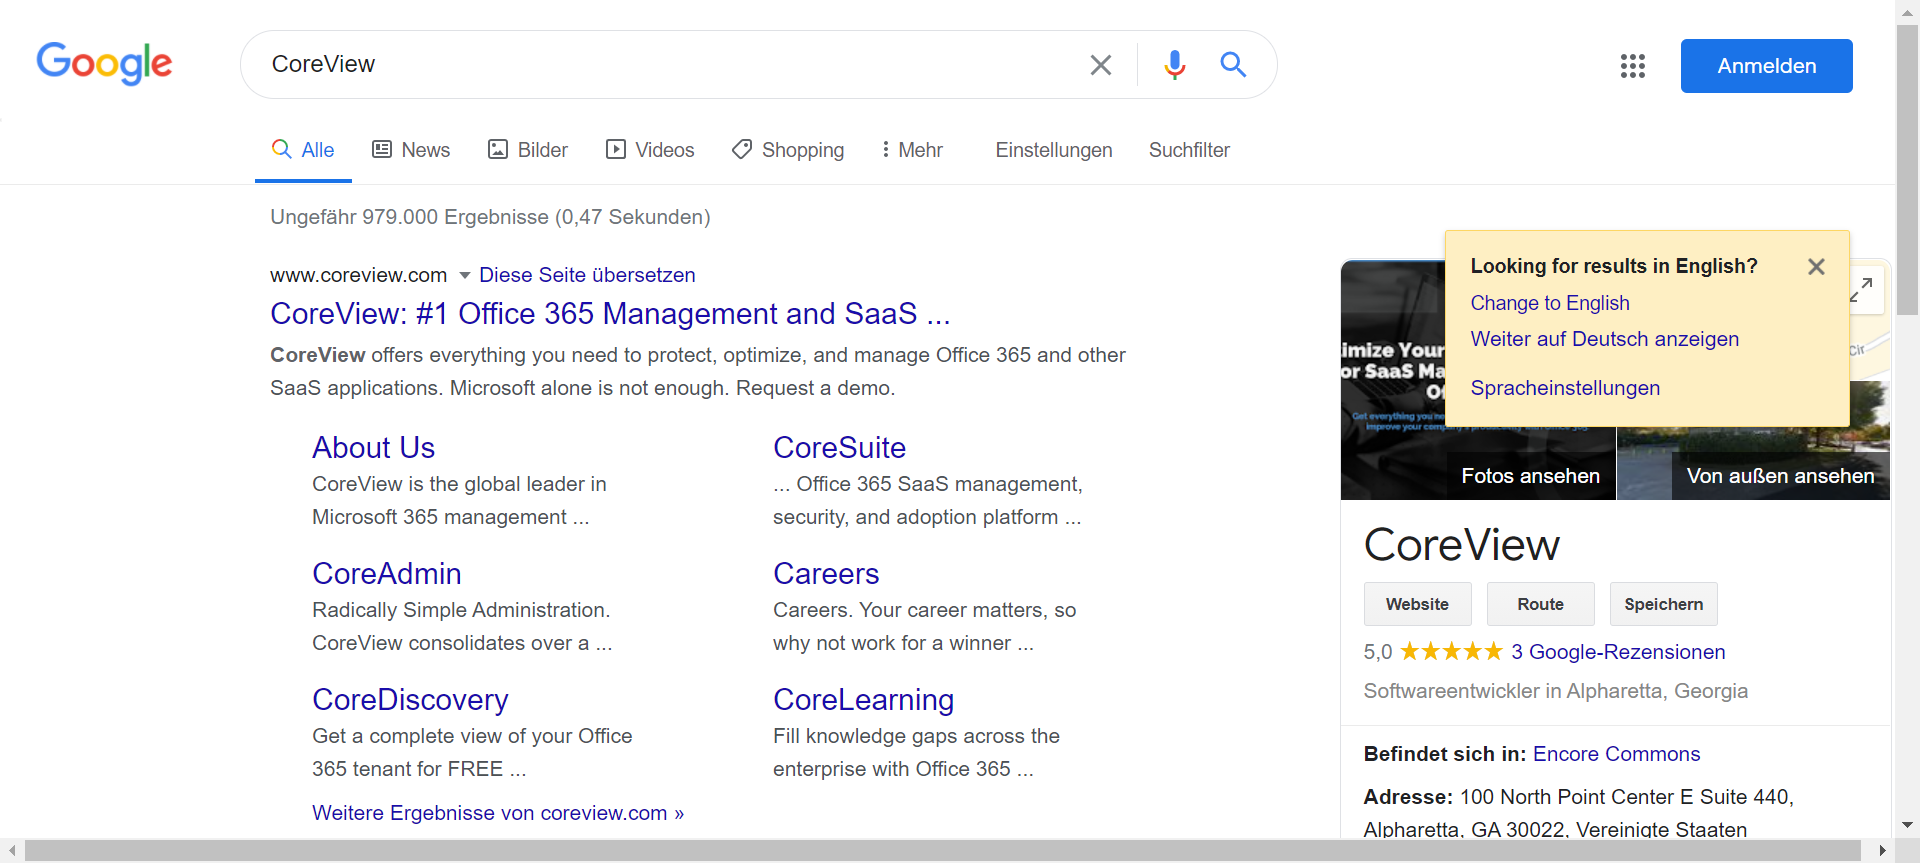 Google
CoreView
Anmelden
Alle
News
Bilder
Videos
Shopping
Mehr
Einstellungen
Suchfilter
Ungefähr 979.000 Ergebnisse (0,47 Sekunden)
www.coreview.com
Diese Seite übersetzen
CoreView: #1 Office 365 Management and SaaS ...
CoreView offers everything you need to protect, optimize, and manage Office 365 and other
SaaS applications. Microsoft alone is not enough. Request a demo.
About Us
CoreView is the global leader in
Microsoft 365 management ...
CoreSuite
... Office 365 SaaS management,
security, and adoption platform ...
CoreAdmin
Radically Simple Administration.
CoreView consolidates over a ...
Careers
Careers. Your career matters, so
why not work for a winner ...
CoreDiscovery
Get a complete view of your Office
365 tenant for FREE ...
CoreLearning
Fill knowledge gaps across the
enterprise with Office 365 ...
Weitere Ergebnisse von coreview.com »
Looking for results in English?
Change to English
Weiter auf Deutsch anzeigen
Spracheinstellungen
Your
or SaaS
Get everything you
improve your
Cir
Fotos ansehen
Von außen ansehen
CoreView
Website
Route
Speichern
5,0
3 Google-Rezensionen
Softwareentwickler in Alpharetta, Georgia
Befindet sich in: Encore Commons
Adresse: 100 North Point Center E Suite 440,
Alpharetta, GA 30022, Vereinigte Staaten